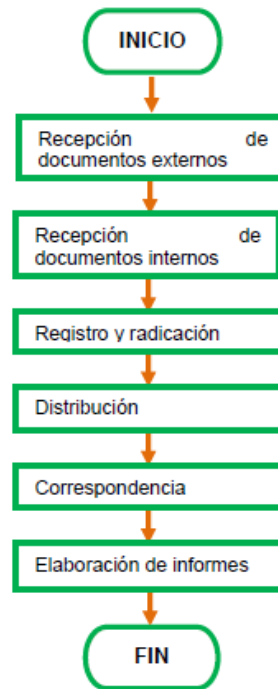 INICIO
Recepción de
documentos externos
Recepción de
documentos internos
Registro y radicación
Distribución
Correspondencia
Elaboración de informes
FIN